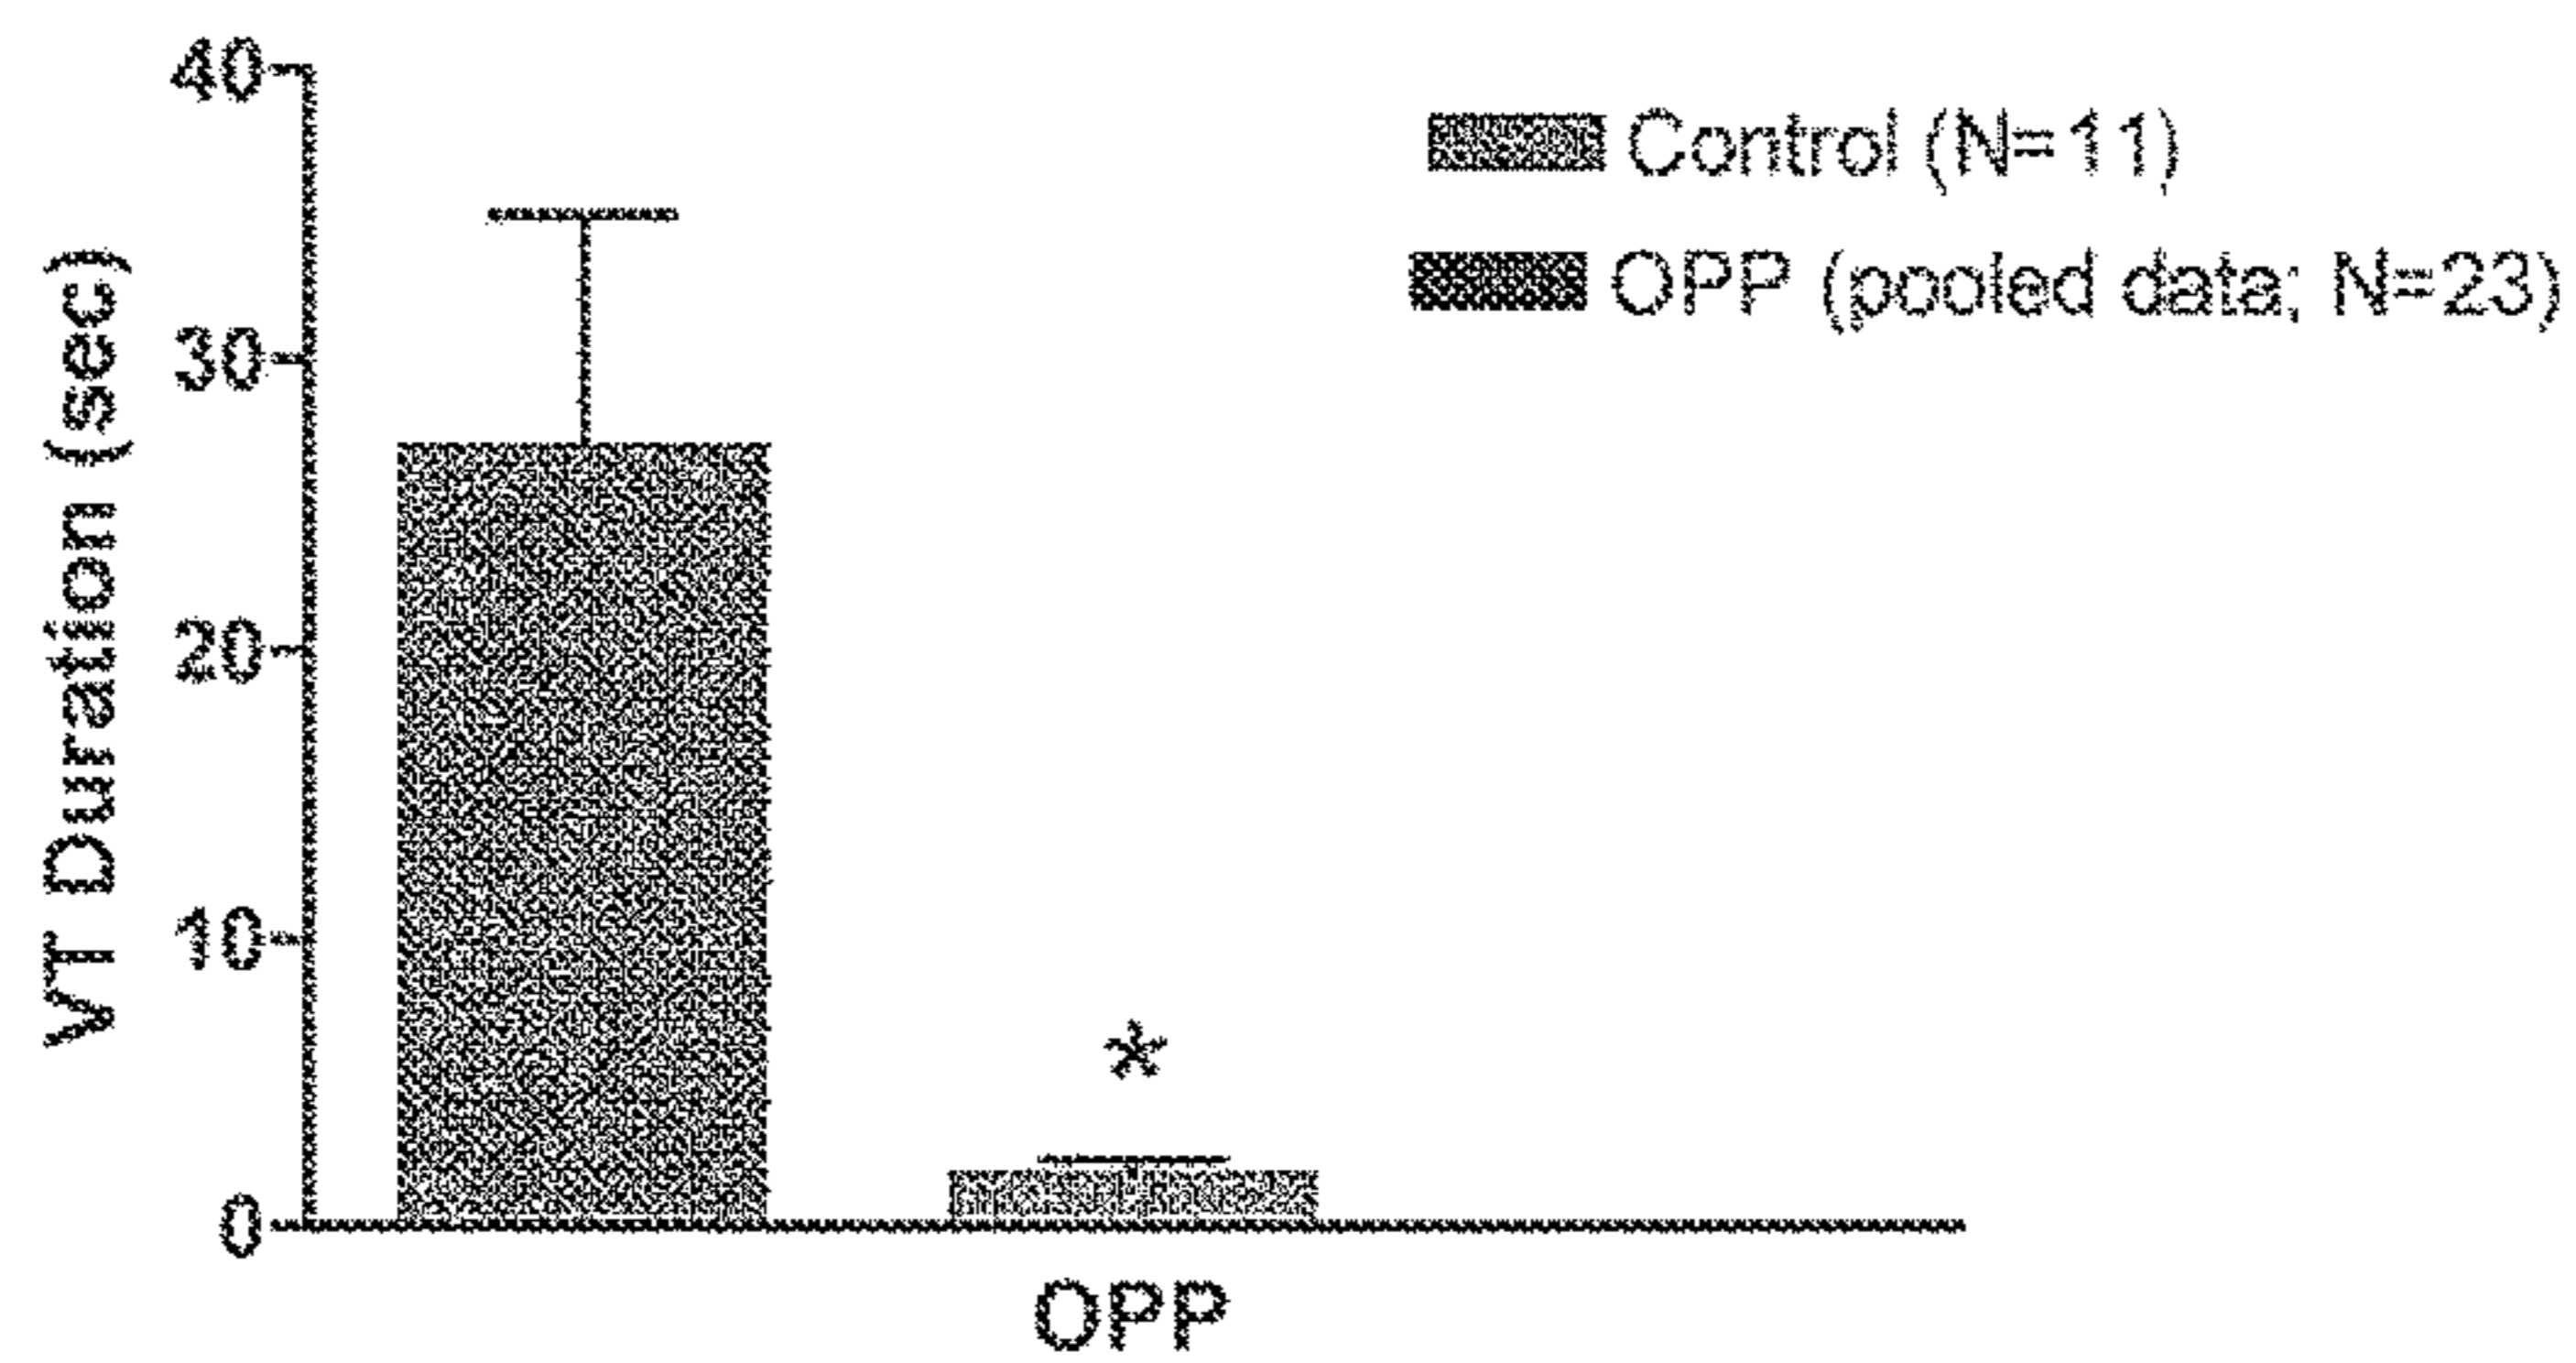 40
30
20
10
0
VT Duration (sec)
Control (N=11)
OPP (pooled data; N=23)
*
OPP